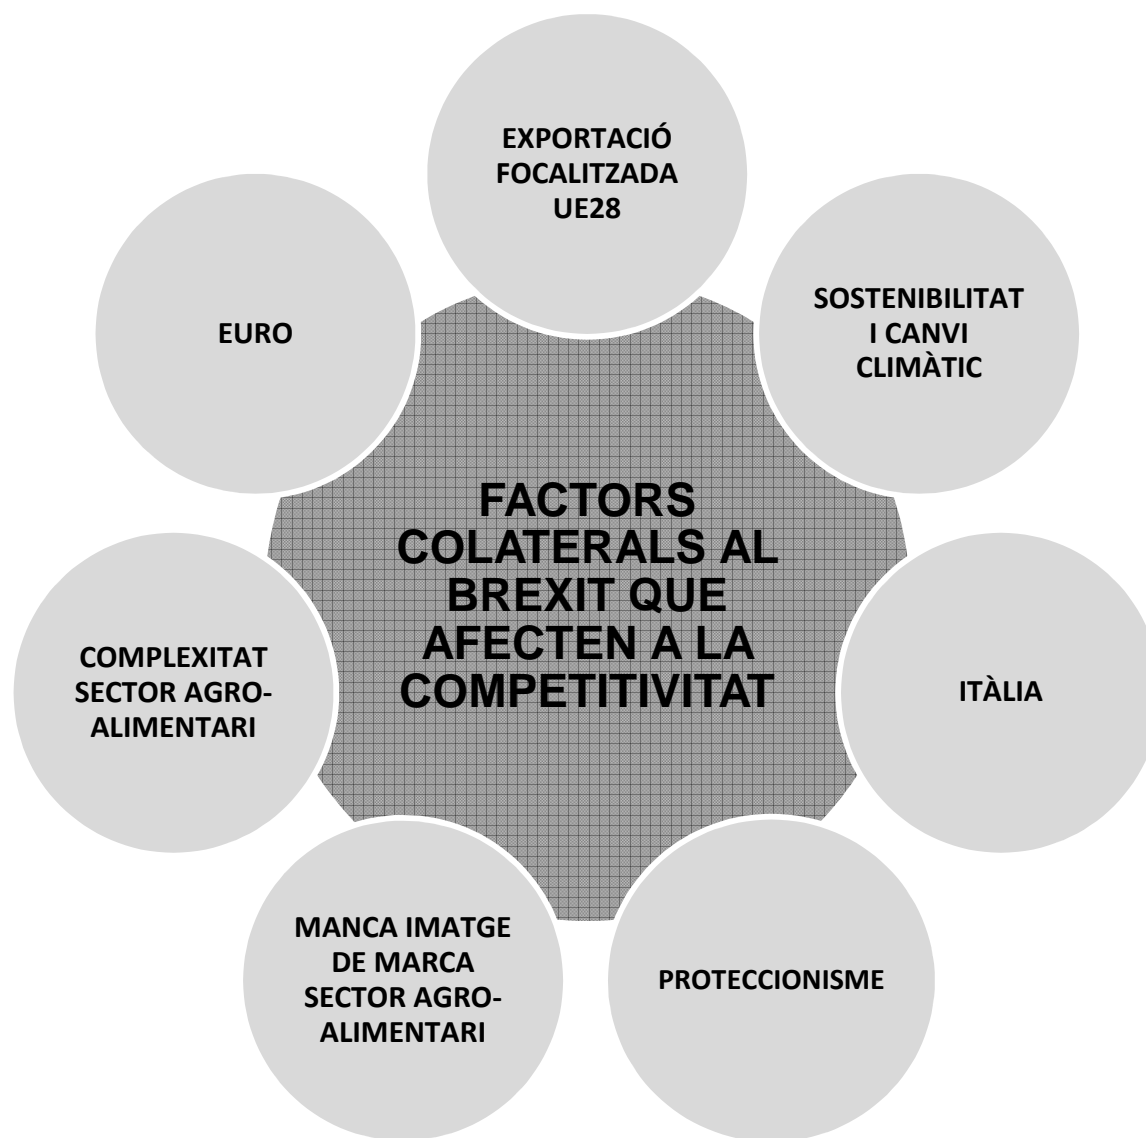 EXPORTACIÓ
FOCALITZADA
UE28
SOSTENIBILITAT
I CANVI
CLIMÀTIC
ITÀLIA
PROTECCIONISME
MANCA IMATGE
DE MARCA
SECTOR AGRO-
ALIMENTARI
COMPLEXITAT
SECTOR AGRO-
ALIMENTARI
EURO
FACTORS
COLATERALS AL
BREXIT QUE
AFECTEN A LA
COMPETITIVITAT